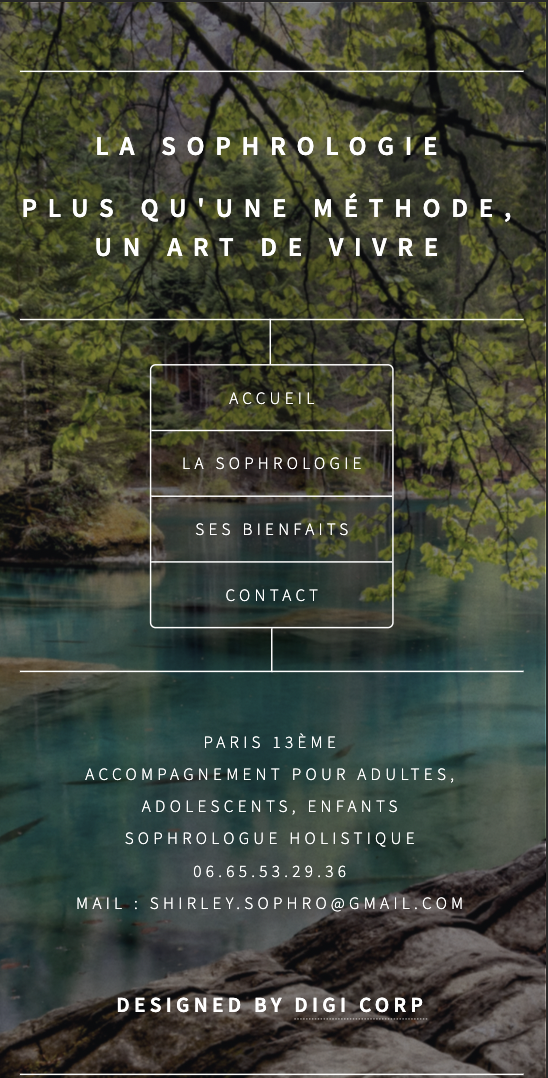 LA SOPHROLOGIE
PLUS QU'UNE MÉTHODE,
UN ART DE VIVRE
ACCUEIL
LA SOPHROLOGIE
SES BIENFAITS
CONTACT
PARIS 13ÈME
ACCOMPAGNEMENT POUR ADULTES,
ADOLESCENTS, ENFANTS
SOPHROLOGUE HOLISTIQUE
06.65.53.29.36
MAIL : SHIRLEY.SOPHRO@GMAIL.COM
DESIGNED BY DIGI CORP